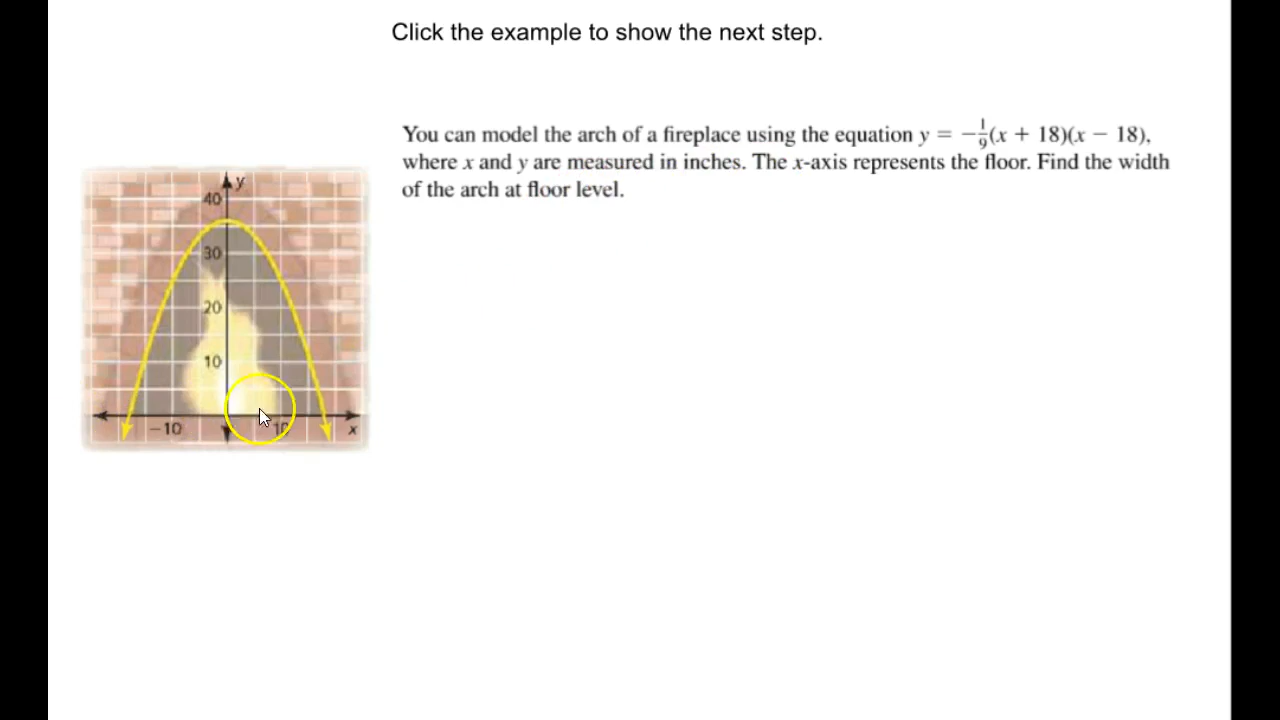 Click the example to show the next step.
You can model the arch of a fireplace using the equation y = −1/9(x + 18)(x − 18),
where x and y are measured in inches. The x-axis represents the floor. Find the width
of the arch at floor level.
y
40
30
20
10
−10 10 x